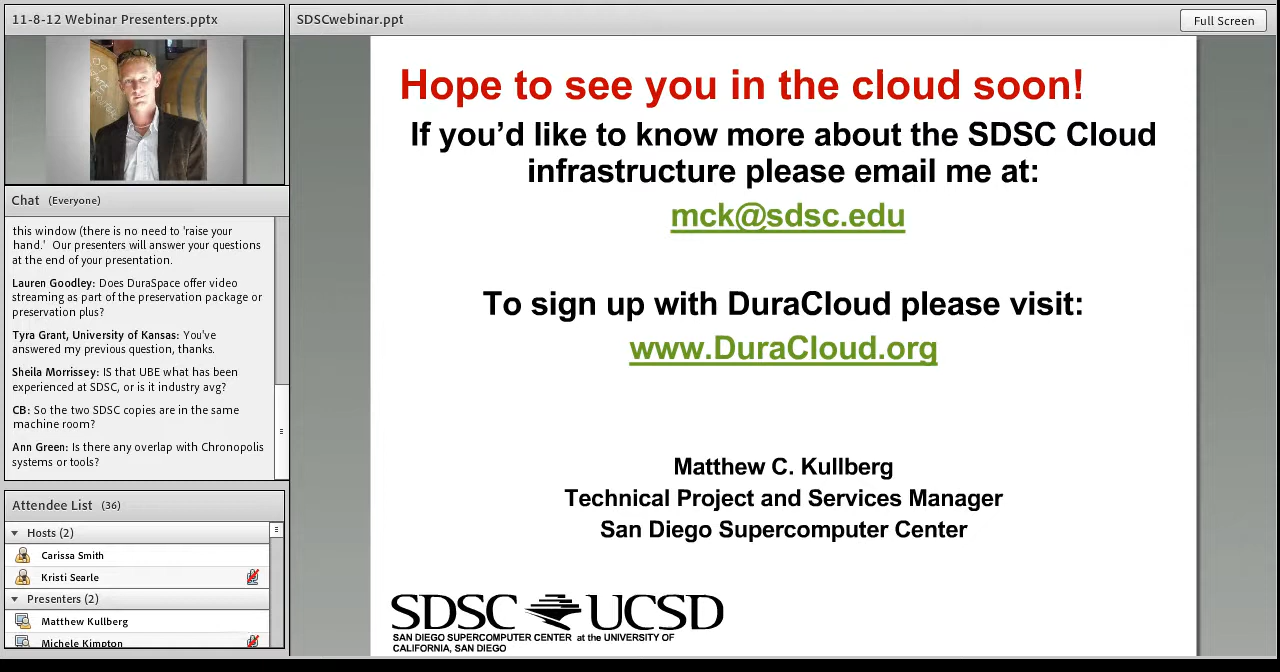 11-8-12 Webinar Presenters.pptx
Chat (Everyone)
this window (there is no need to 'raise your
hand.' Our presenters will answer your questions
at the end of your presentation.
Lauren Goodley: Does DuraSpace offer video
streaming as part of the preservation package or
preservation plus?
Tyra Grant, University of Kansas: You've
answered my previous question, thanks.
Sheila Morrissey: IS that UBE what has been
experienced at SDSC, or is it industry avg?
CB: So the two SDSC copies are in the same
machine room?
Ann Green: Is there any overlap with Chronopolis
systems or tools?
Attendee List (36)
Hosts (2)
Carissa Smith
Kristi Searle
Presenters (2)
Matthew Kullberg
Michele Kimpton
SDSCwebinar.ppt
Full Screen
Hope to see you in the cloud soon!
If you’d like to know more about the SDSC Cloud
infrastructure please email me at:
mck@sdsc.edu
To sign up with DuraCloud please visit:
www.DuraCloud.org
Matthew C. Kullberg
Technical Project and Services Manager
San Diego Supercomputer Center
SDSC UCSD
SAN DIEGO SUPERCOMPUTER CENTER at the UNIVERSITY OF
CALIFORNIA, SAN DIEGO